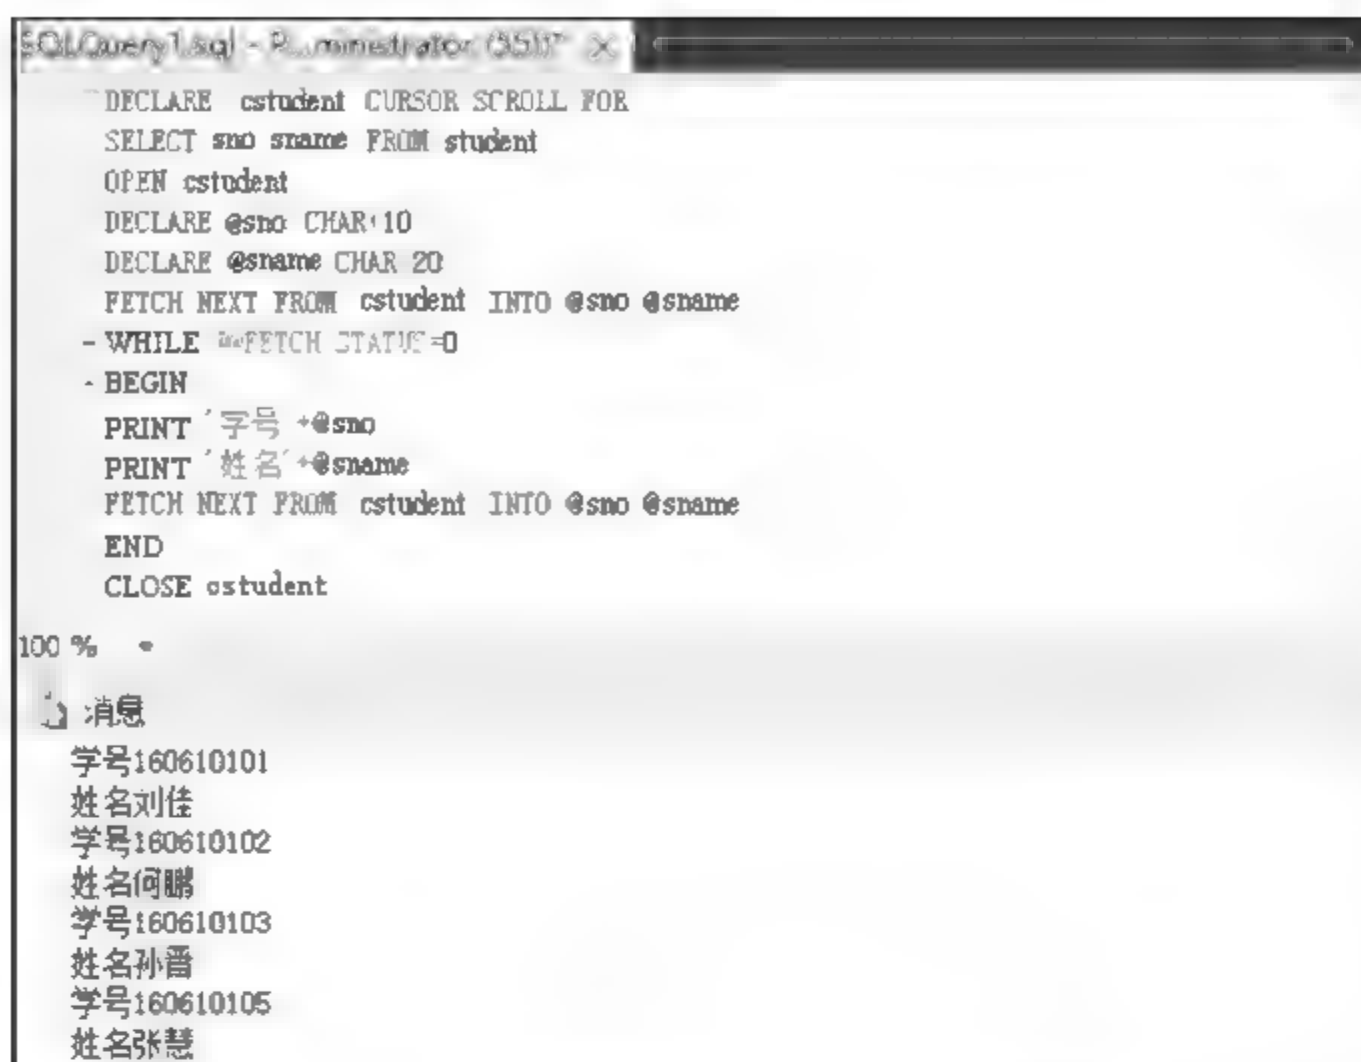 SQLQuery1.sql - P...ministrator (55))* ×
DECLARE cstudent CURSOR SCROLL FOR
SELECT sno sname FROM student
OPEN cstudent
DECLARE @sno CHAR(10
DECLARE @sname CHAR 20
FETCH NEXT FROM cstudent INTO @sno @sname
- WHILE @@FETCH STATUS=0
- BEGIN
PRINT '字号 +@sno
PRINT '姓名'+@sname
FETCH NEXT FROM cstudent INTO @sno @sname
END
CLOSE cstudent
100 %
消息
学号160610101
姓名刘佳
学号160610102
姓名何鹏
学号160610103
姓名孙晋
学号160610105
姓名张慧